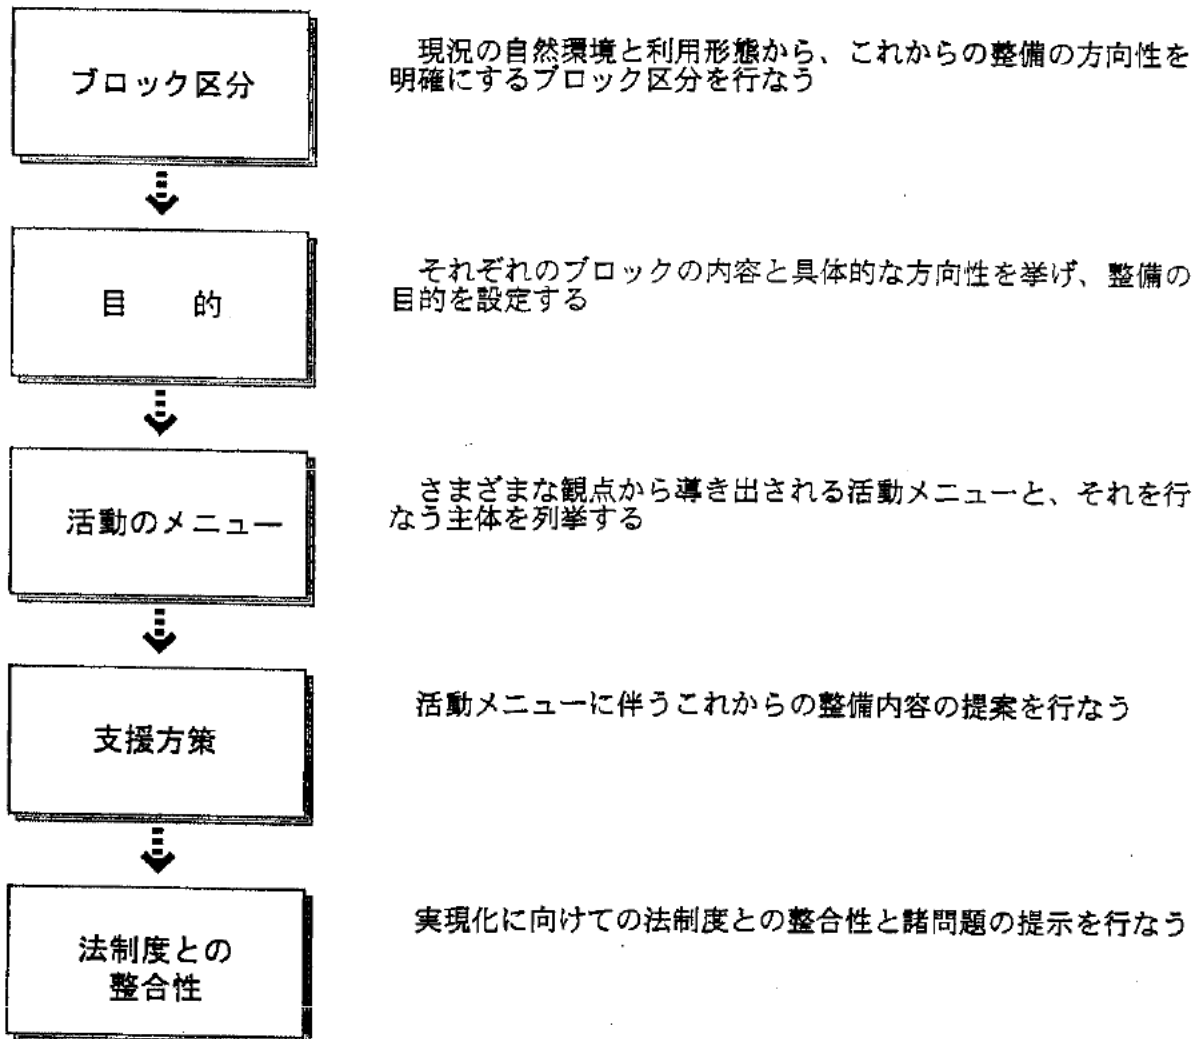 ブロック区分
現況の自然環境と利用形態から、これからの整備の方向性を
明確にするブロック区分を行なう
目 的
それぞれのブロックの内容と具体的な方向性を挙げ、整備の
目的を設定する
活動のメニュー
さまざまな観点から導き出される活動メニューと、それを行
なう主体を列挙する
支援方策
活動メニューに伴うこれからの整備内容の提案を行なう
法制度との
整合性
実現化に向けての法制度との整合性と諸問題の提示を行なう